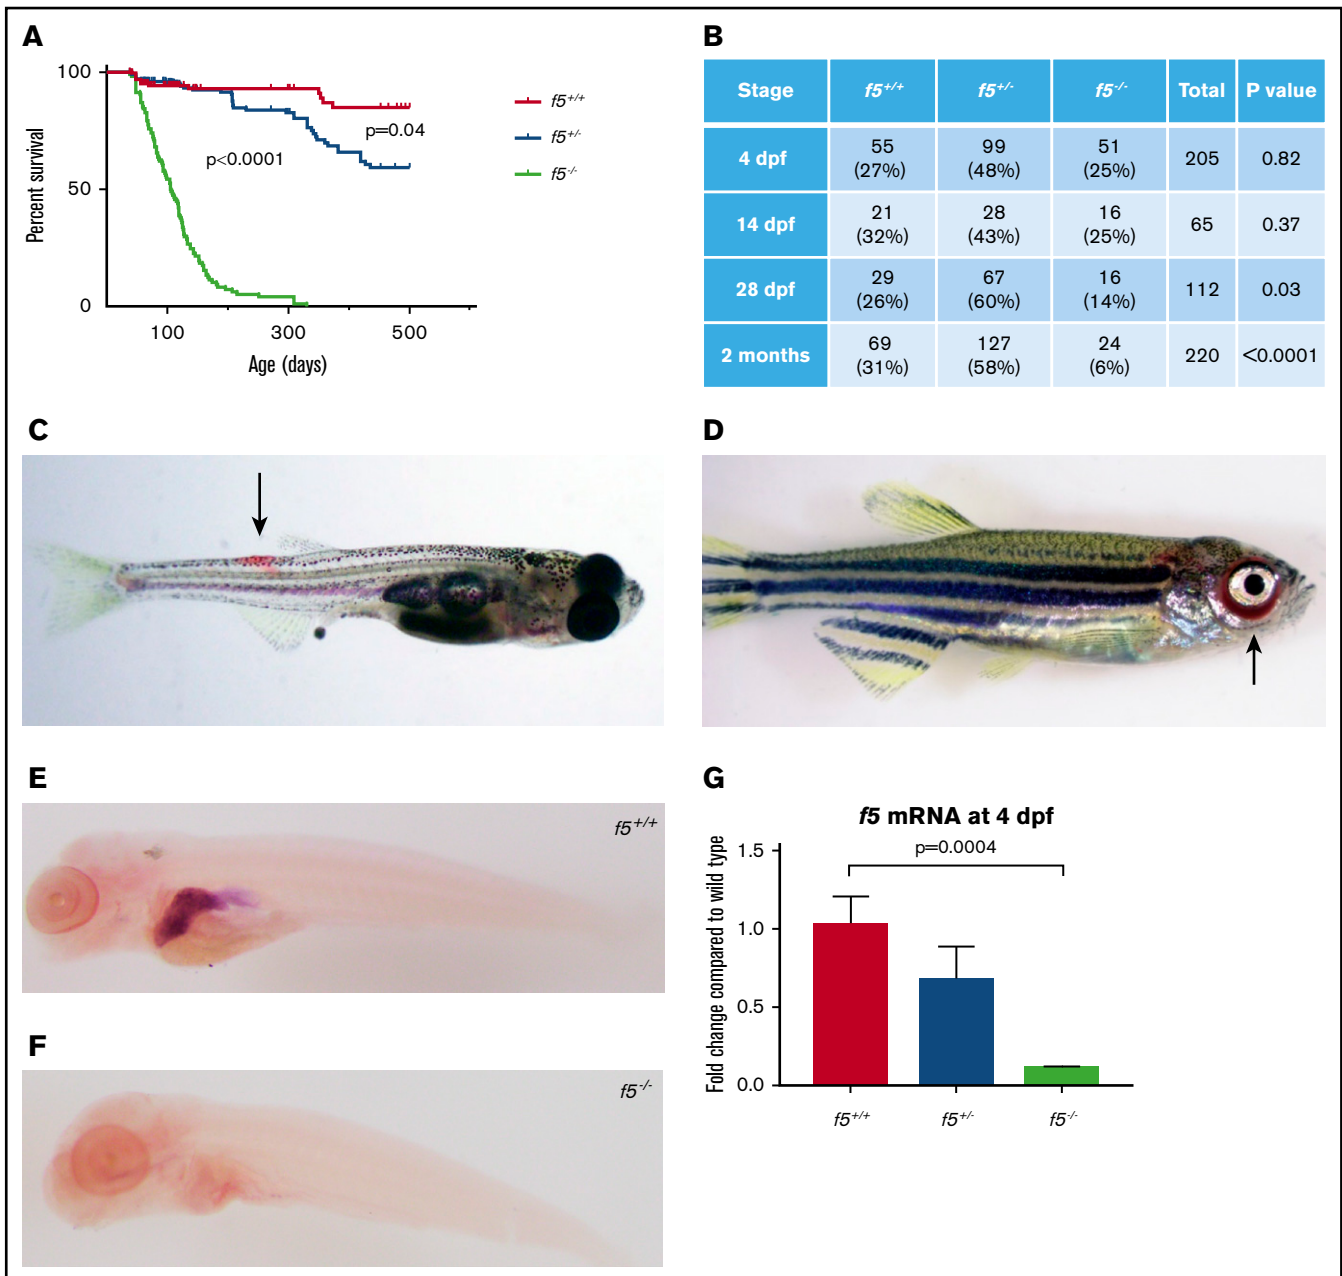 A
100
50
0
Percent survival
100 300 500
Age (days)
p<0.0001
p=0.04
f5+/+
f5+/-
f5-/-
B
Stage f5+/+ f5+/- f5-/- Total P value
4 dpf 55 (27%) 99 (48%) 51 (25%) 205 0.82
14 dpf 21 (32%) 28 (43%) 16 (25%) 65 0.37
28 dpf 29 (26%) 67 (60%) 16 (14%) 112 0.03
2 months 69 (31%) 127 (58%) 24 (6%) 220 <0.0001
C
D
E
f5+/+
F
f5-/-
G
f5 mRNA at 4 dpf
p=0.0004
Fold change compared to wild type
1.5
1.0
0.5
0.0
f5+/+ f5+/- f5-/-